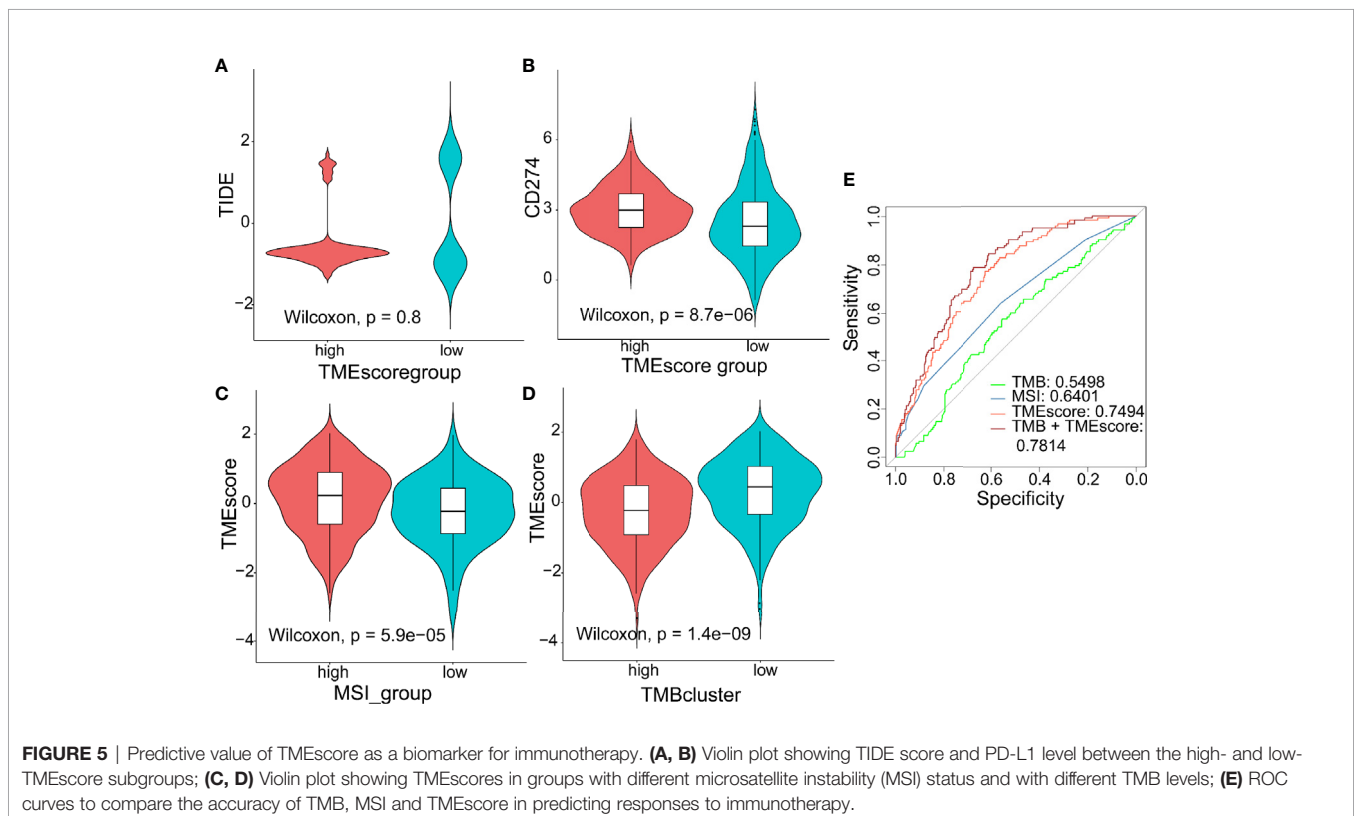 A
TIDE
2
0
−2
Wilcoxon, p = 0.8
high
low
TMEscoregroup
B
CD274
6
3
0
Wilcoxon, p = 8.7e−06
high
low
TMEscore group
C
TMEscore
2
0
−2
−4
Wilcoxon, p = 5.9e−05
high
low
MSI_group
D
TMEscore
2
0
−2
−4
Wilcoxon, p = 1.4e−09
high
low
TMBcluster
E
Sensitivity
1.0
0.8
0.6
0.4
0.2
0.0
TMB: 0.5498
MSI: 0.6401
TMEscore: 0.7494
TMB + TMEscore:
0.7814
1.0
0.8
0.6
0.4
0.2
0.0
Specificity
FIGURE 5 | Predictive value of TMEscore as a biomarker for immunotherapy. (A, B) Violin plot showing TIDE score and PD-L1 level between the high- and low-
TMEscore subgroups; (C, D) Violin plot showing TMEscores in groups with different microsatellite instability (MSI) status and with different TMB levels; (E) ROC
curves to compare the accuracy of TMB, MSI and TMEscore in predicting responses to immunotherapy.